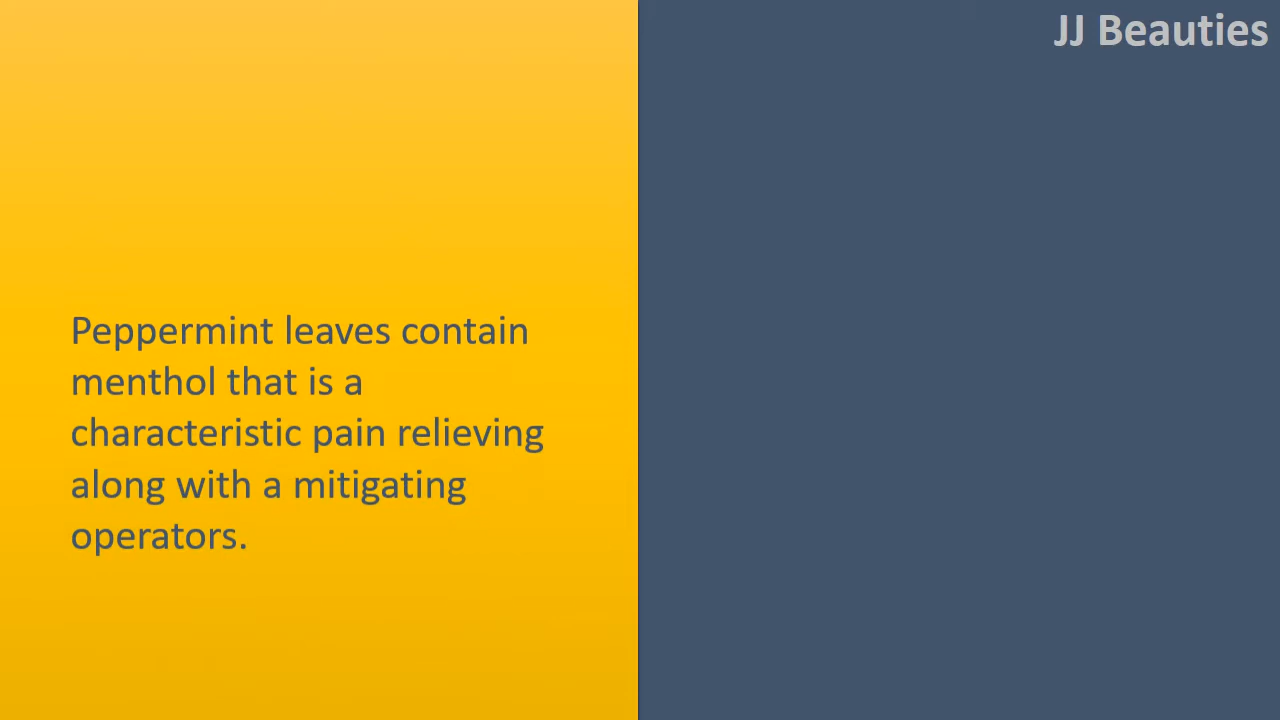 JJ Beauties
Peppermint leaves contain
menthol that is a
characteristic pain relieving
along with a mitigating
operators.